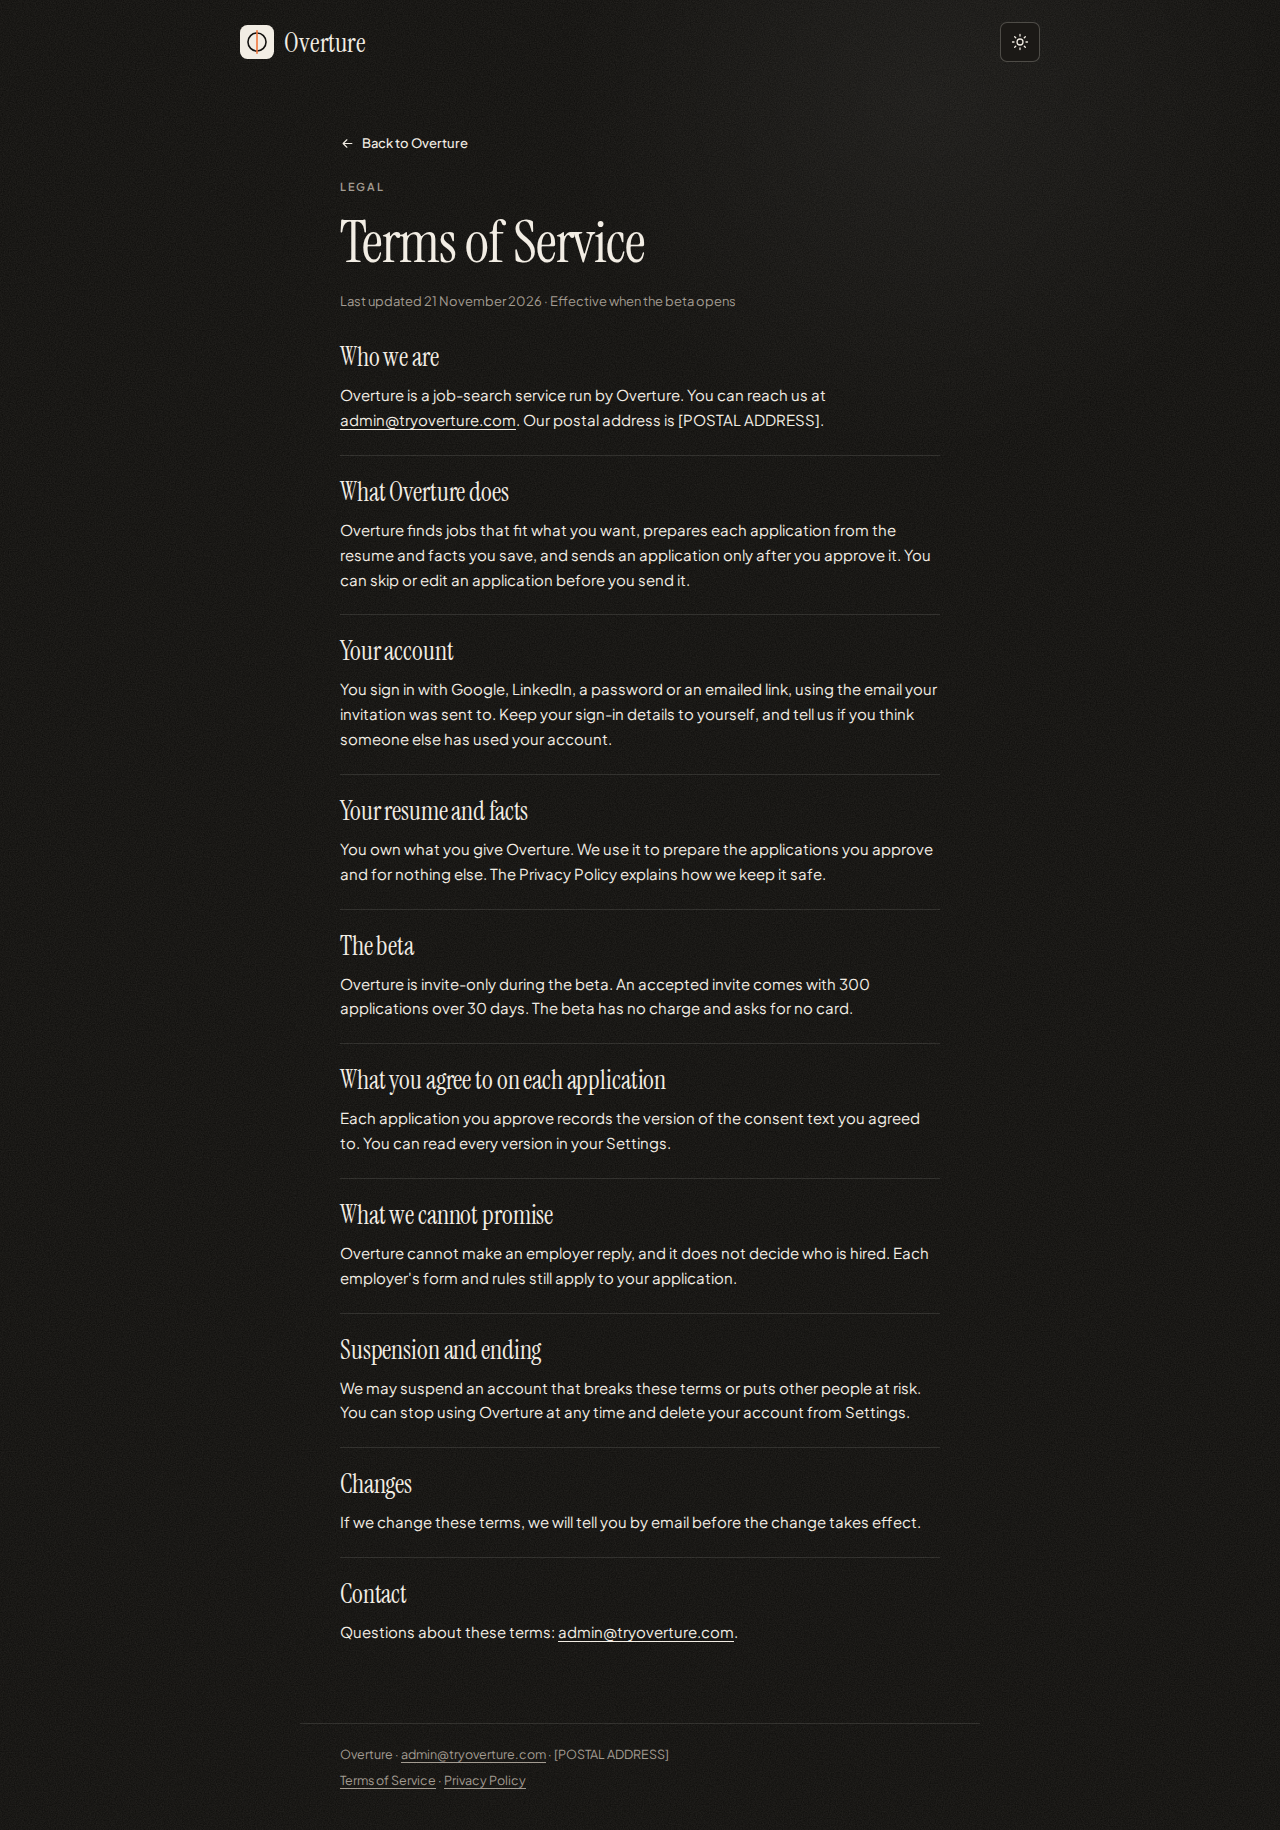 Overture
Back to Overture
LEGAL
Terms of Service
Last updated 21 November 2026 · Effective when the beta opens
Who we are
Overture is a job-search service run by Overture. You can reach us at
admin@tryoverture.com. Our postal address is [POSTAL ADDRESS].
What Overture does
Overture finds jobs that fit what you want, prepares each application from the
resume and facts you save, and sends an application only after you approve it. You
can skip or edit an application before you send it.
Your account
You sign in with Google, LinkedIn, a password or an emailed link, using the email your
invitation was sent to. Keep your sign-in details to yourself, and tell us if you think
someone else has used your account.
Your resume and facts
You own what you give Overture. We use it to prepare the applications you approve
and for nothing else. The Privacy Policy explains how we keep it safe.
The beta
Overture is invite-only during the beta. An accepted invite comes with 300
applications over 30 days. The beta has no charge and asks for no card.
What you agree to on each application
Each application you approve records the version of the consent text you agreed
to. You can read every version in your Settings.
What we cannot promise
Overture cannot make an employer reply, and it does not decide who is hired. Each
employer's form and rules still apply to your application.
Suspension and ending
We may suspend an account that breaks these terms or puts other people at risk.
You can stop using Overture at any time and delete your account from Settings.
Changes
If we change these terms, we will tell you by email before the change takes effect.
Contact
Questions about these terms: admin@tryoverture.com.
Overture · admin@tryoverture.com · [POSTAL ADDRESS]
Terms of Service · Privacy Policy